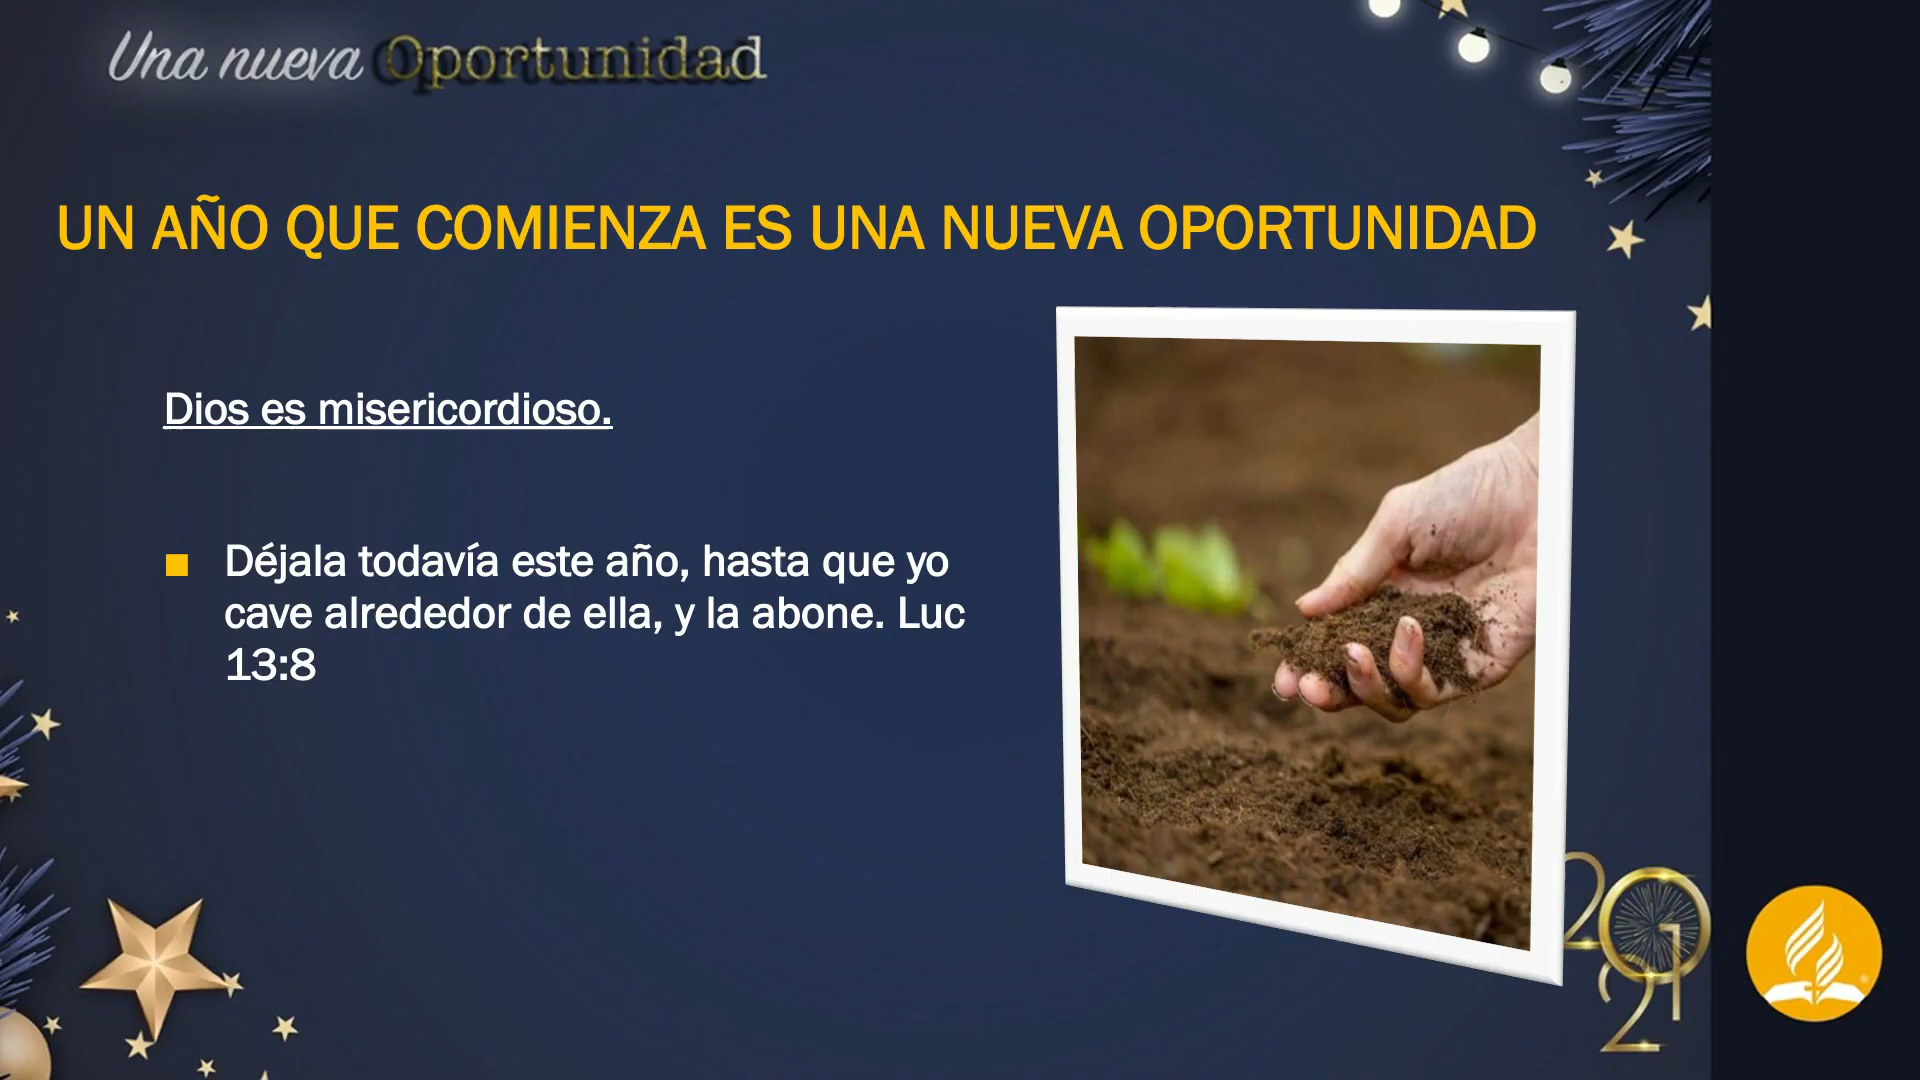 Una nueva Oportunidad
UN AÑO QUE COMIENZA ES UNA NUEVA OPORTUNIDAD
Dios es misericordioso.
Déjala todavía este año, hasta que yo
cave alrededor de ella, y la abone. Luc
13:8
2021